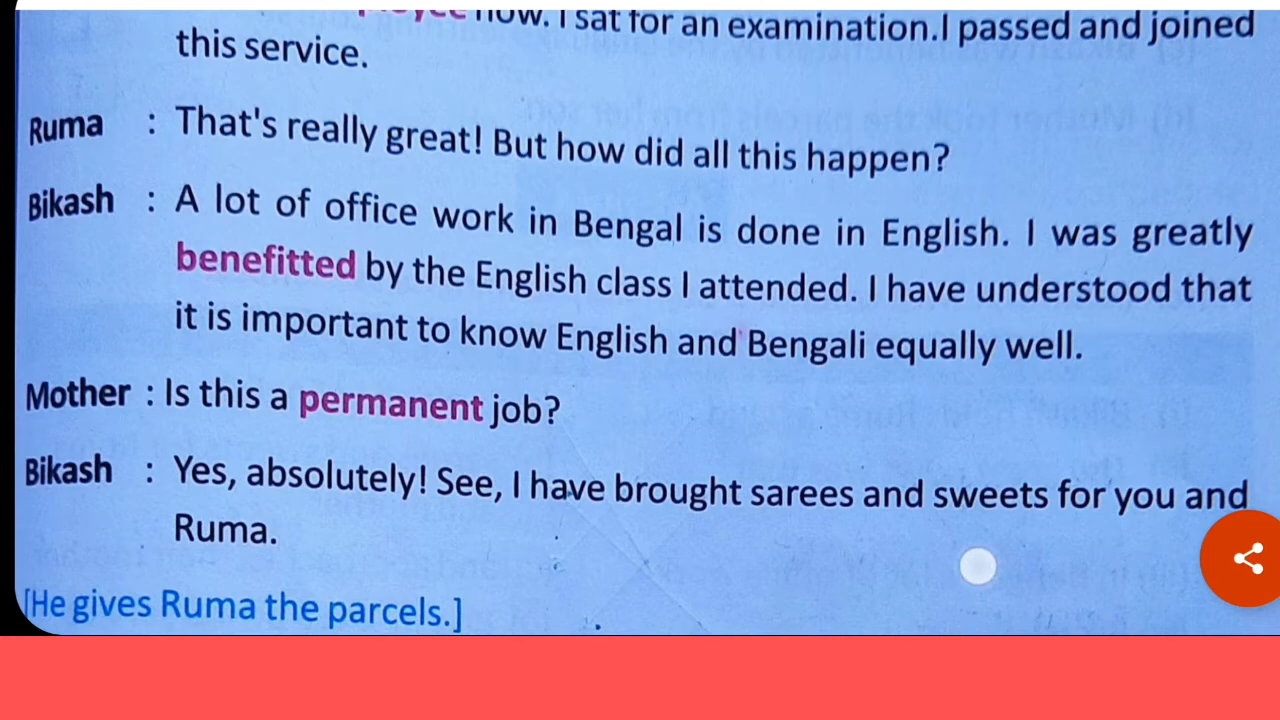 now. I sat for an examination.I passed and joined
this service.
Ruma : That's really great! But how did all this happen?
Bikash : A lot of office work in Bengal is done in English. I was greatly
benefitted by the English class I attended. I have understood that
it is important to know English and Bengali equally well.
Mother : Is this a permanent job?
Bikash : Yes, absolutely! See, I have brought sarees and sweets for you and
Ruma.
[He gives Ruma the parcels.]